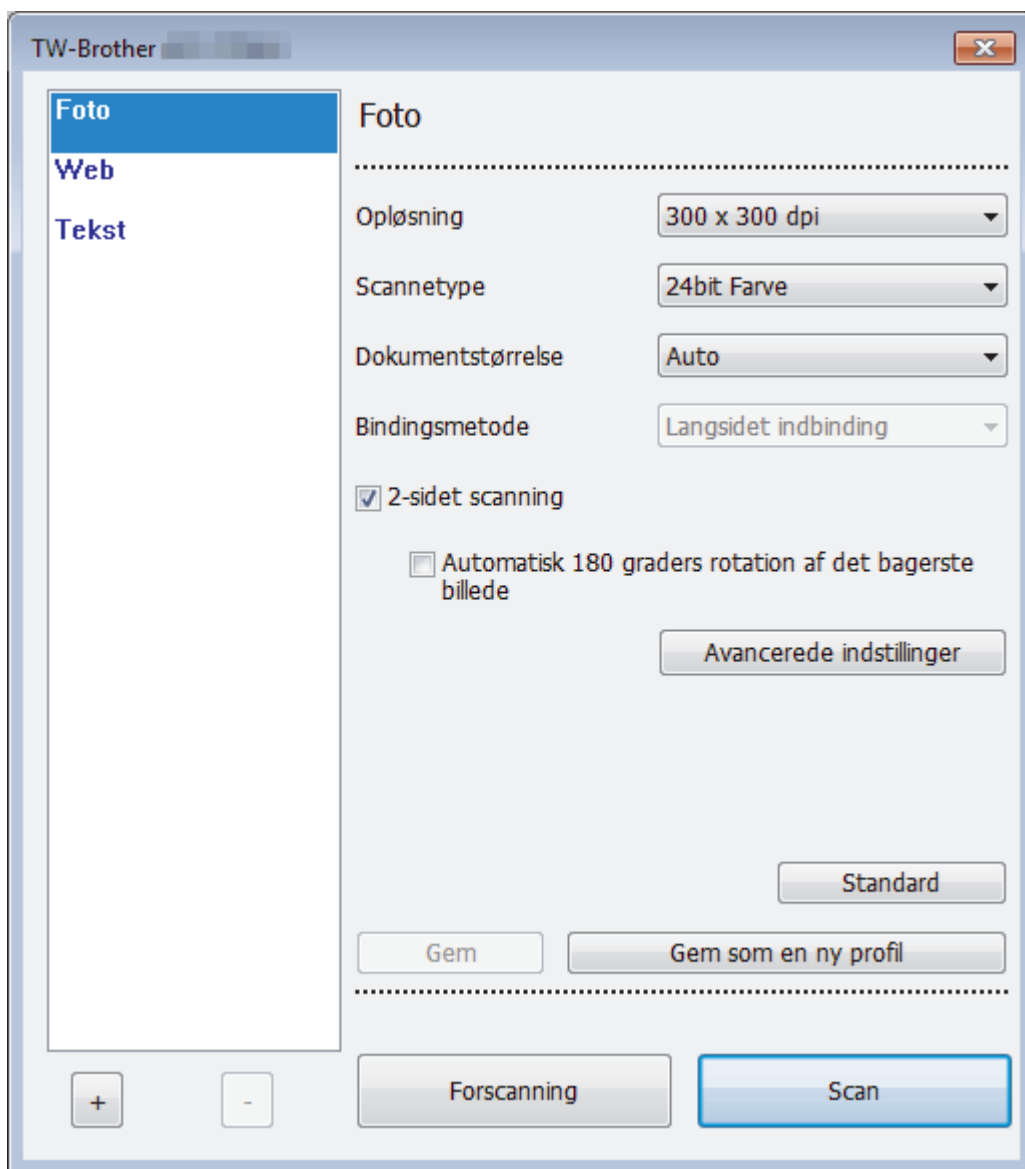 TW-Brother
Foto
Web
Tekst
Foto
Opløsning
300 x 300 dpi
Scannetype
24bit Farve
Dokumentstørrelse
Auto
Bindingsmetode
Langsidet indbinding
2-sidet scanning
Automatisk 180 graders rotation af det bagerste
billede
Avancerede indstillinger
Standard
Gem
Gem som en ny profil
+
-
Forscanning
Scan